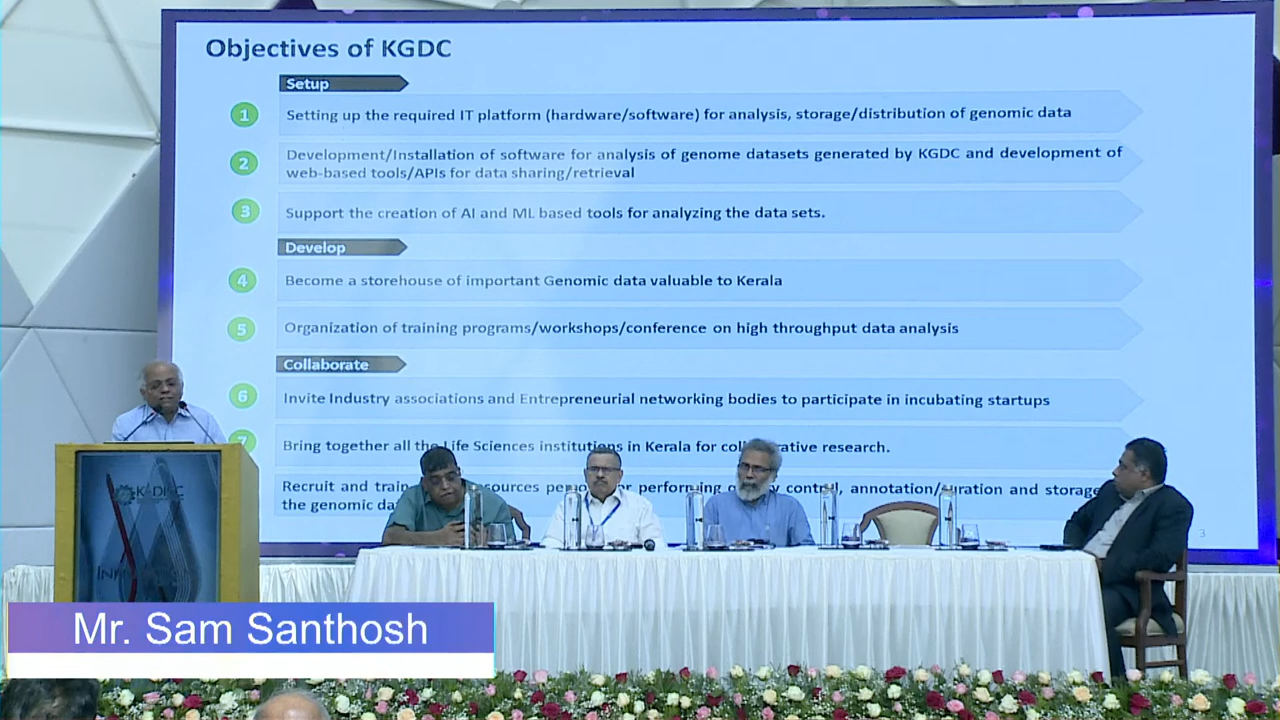 Objectives of KGDC
Setup
1 Setting up the required IT platform (hardware/software) for analysis, storage/distribution of genomic data
2 Development/Installation of software for analysis of genome datasets generated by KGDC and development of
web-based tools/APIs for data sharing/retrieval
3 Support the creation of AI and ML based tools for analyzing the data sets.
Develop
4 Become a storehouse of important Genomic data valuable to Kerala
5 Organization of training programs/workshops/conference on high throughput data analysis
Collaborate
6 Invite Industry associations and Entrepreneurial networking bodies to participate in incubating startups
7 Bring together all the Life Sciences institutions in Kerala for research.
Recruit and performing control, and storage
the genomic
3
Mr. Sam Santhosh